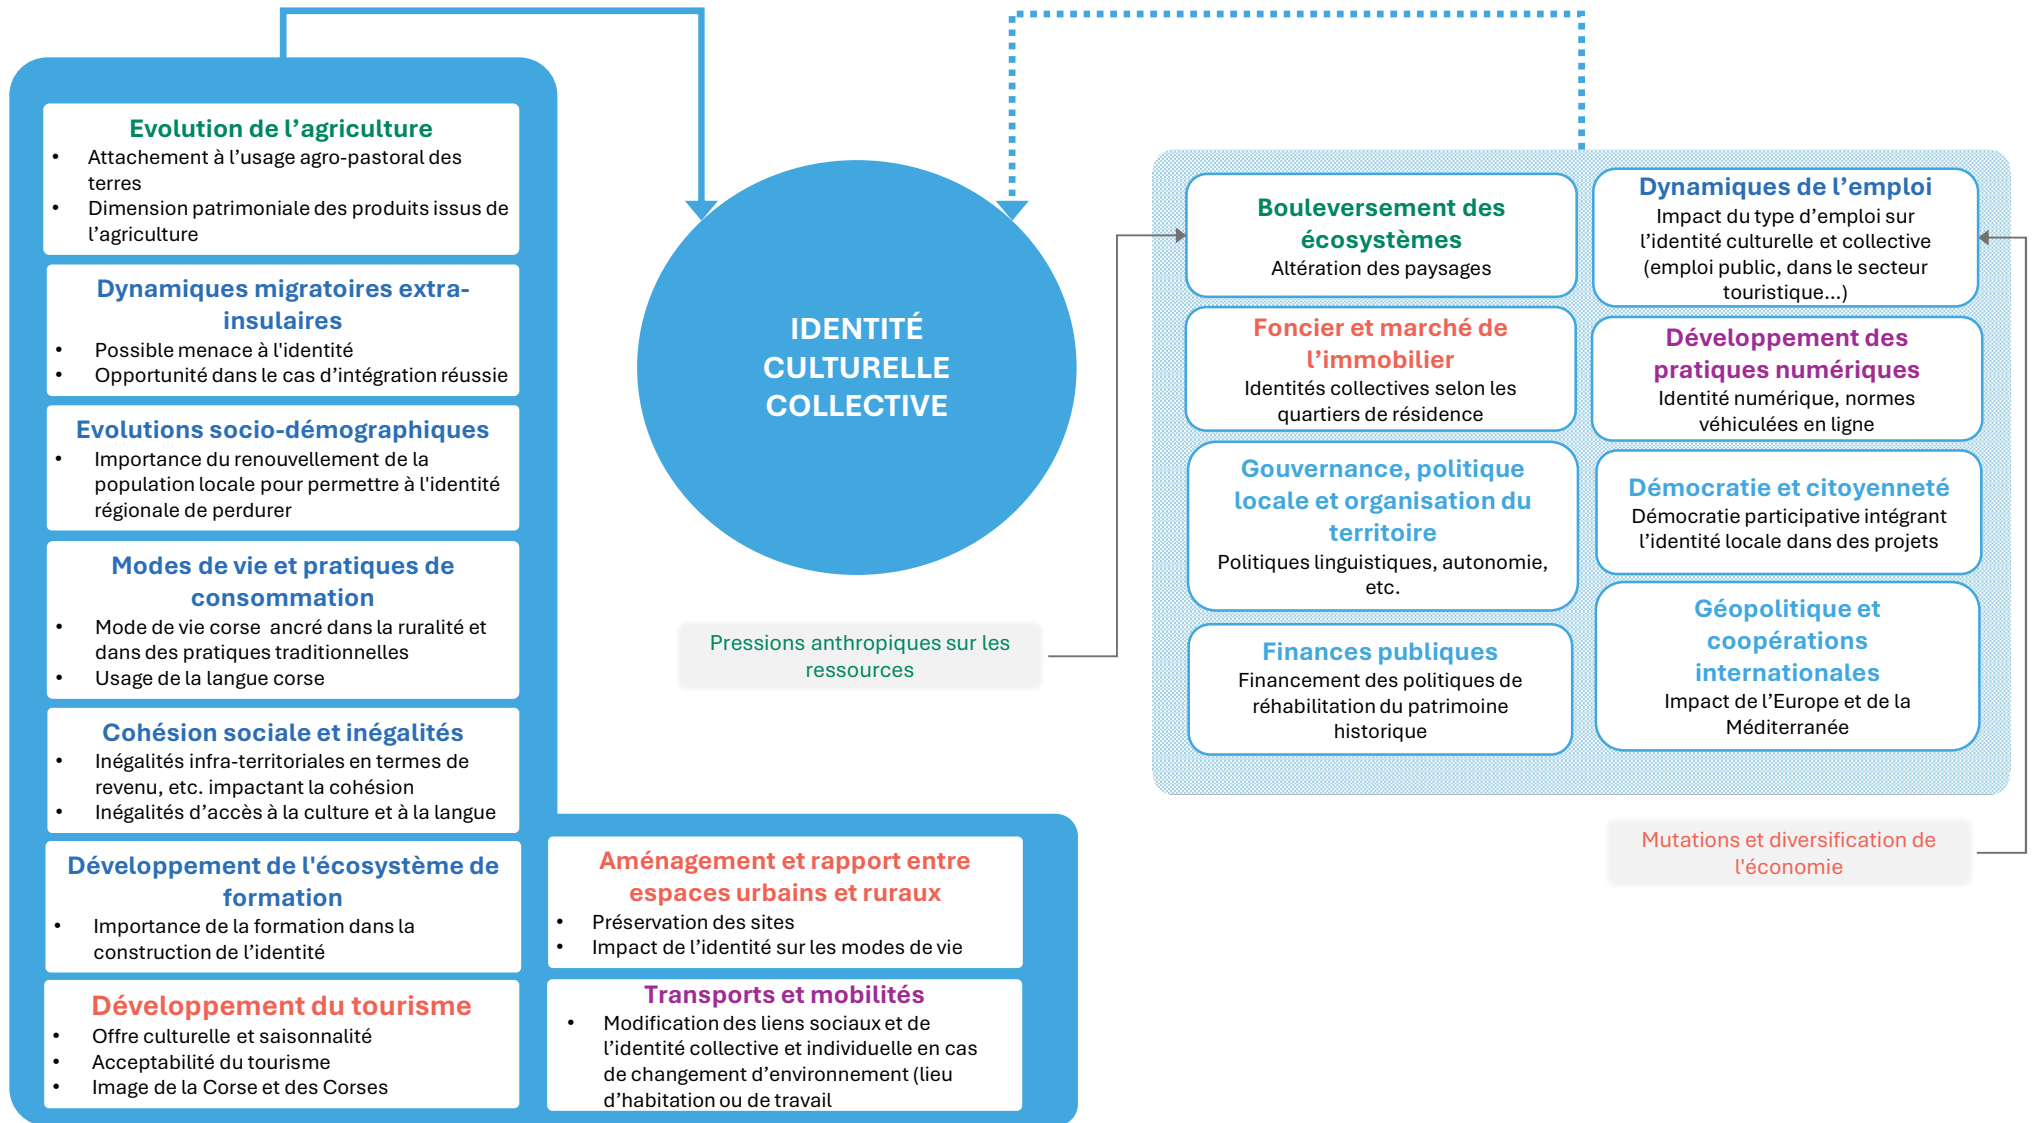 Evolution de l’agriculture
• Attachement à l’usage agro-pastoral des
terres
• Dimension patrimoniale des produits issus de
l’agriculture
Dynamiques migratoires extra-
insulaires
• Possible menace à l'identité
• Opportunité dans le cas d’intégration réussie
Evolutions socio-démographiques
• Importance du renouvellement de la
population locale pour permettre à l'identité
régionale de perdurer
Modes de vie et pratiques de
consommation
• Mode de vie corse ancré dans la ruralité et
dans des pratiques traditionnelles
• Usage de la langue corse
Cohésion sociale et inégalités
• Inégalités infra-territoriales en termes de
revenu, etc. impactant la cohésion
• Inégalités d’accès à la culture et à la langue
Développement de l'écosystème de
formation
• Importance de la formation dans la
construction de l’identité
Développement du tourisme
• Offre culturelle et saisonnalité
• Acceptabilité du tourisme
• Image de la Corse et des Corses
Aménagement et rapport entre
espaces urbains et ruraux
• Préservation des sites
• Impact de l’identité sur les modes de vie
Transports et mobilités
• Modification des liens sociaux et de
l’identité collective et individuelle en cas
de changement d’environnement (lieu
d’habitation ou de travail
IDENTITÉ
CULTURELLE
COLLECTIVE
Pressions anthropiques sur les
ressources
Bouleversement des
écosystèmes
Altération des paysages
Foncier et marché de
l’immobilier
Identités collectives selon les
quartiers de résidence
Gouvernance, politique
locale et organisation du
territoire
Politiques linguistiques, autonomie,
etc.
Finances publiques
Financement des politiques de
réhabilitation du patrimoine
historique
Dynamiques de l’emploi
Impact du type d’emploi sur
l’identité culturelle et collective
(emploi public, dans le secteur
touristique…)
Développement des
pratiques numériques
Identité numérique, normes
véhiculées en ligne
Démocratie et citoyenneté
Démocratie participative intégrant
l’identité locale dans des projets
Géopolitique et
coopérations
internationales
Impact de l’Europe et de la
Méditerranée
Mutations et diversification de
l'économie